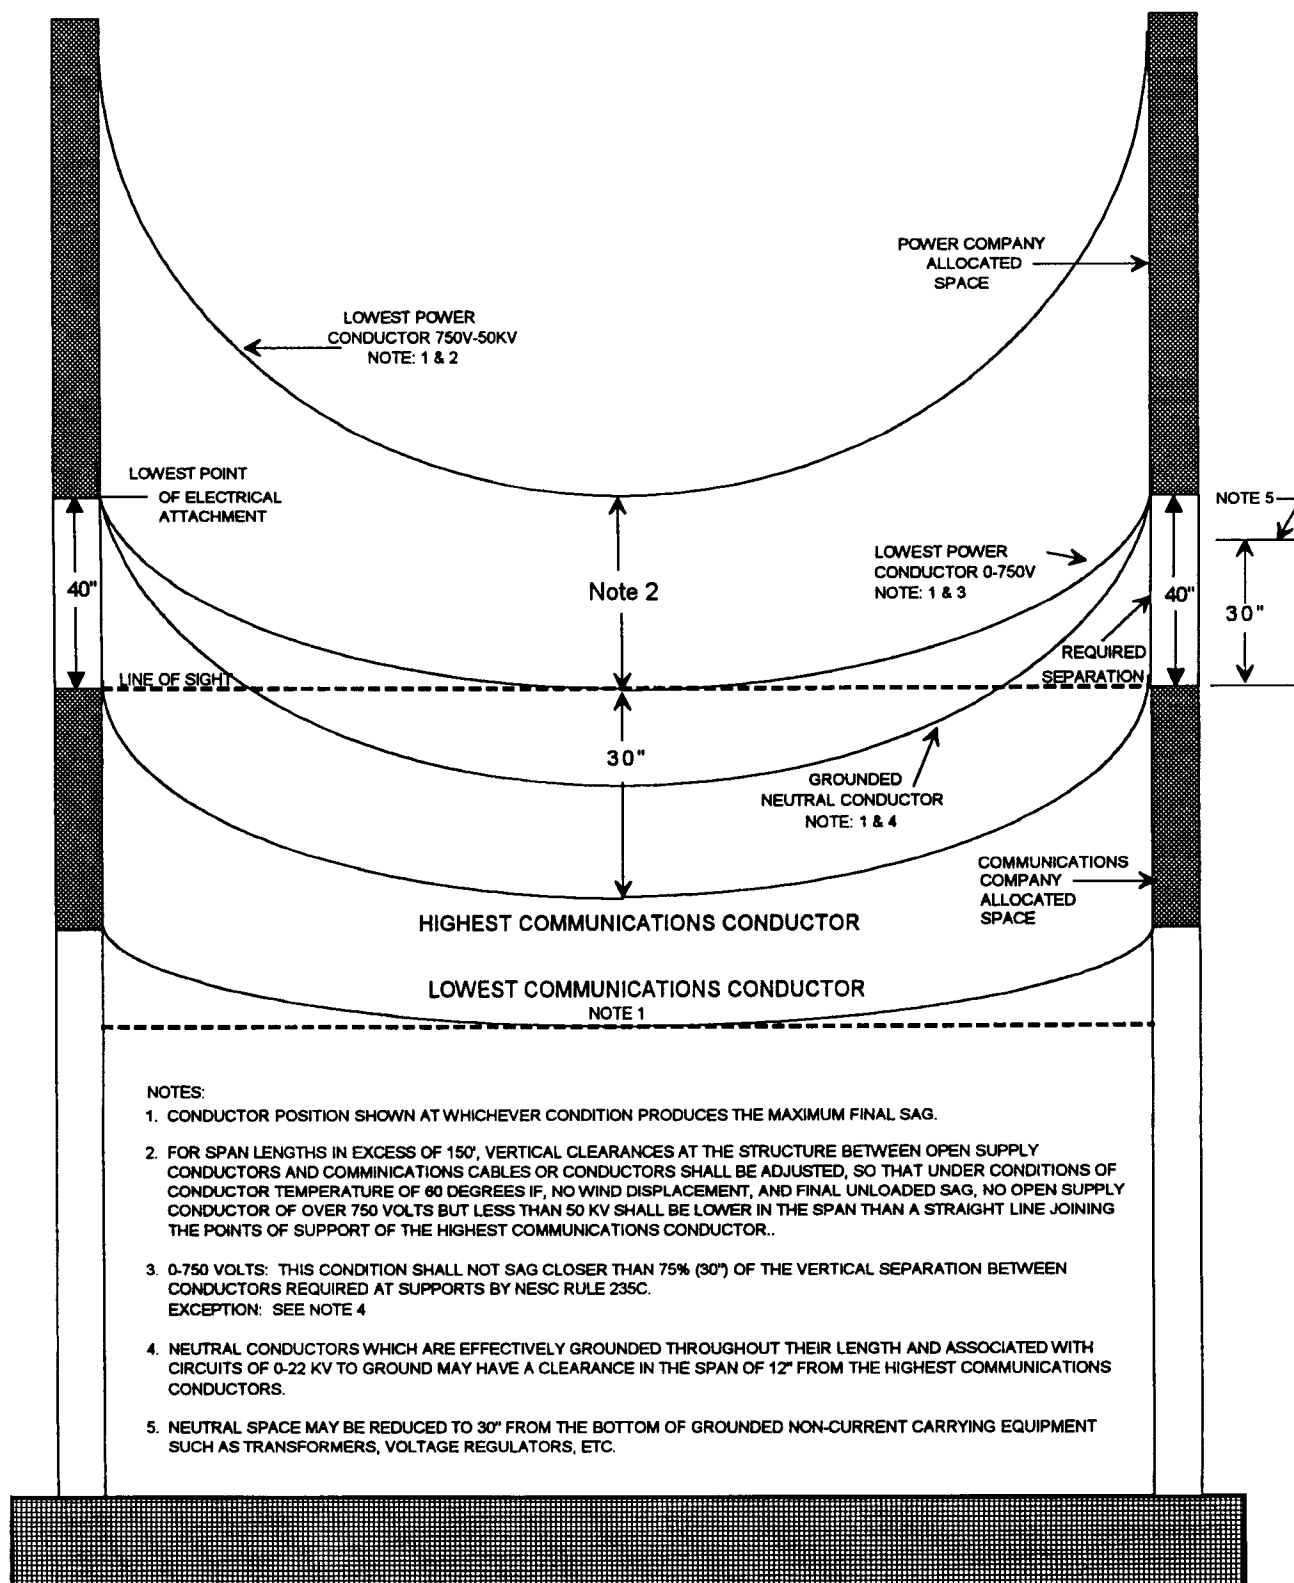 POWER COMPANY
ALLOCATED
SPACE
LOWEST POWER
CONDUCTOR 750V-50KV
NOTE: 1 & 2
LOWEST POINT
OF ELECTRICAL
ATTACHMENT
NOTE 5
LOWEST POWER
CONDUCTOR 0-750V
NOTE: 1 & 3
40"
Note 2
40"
30"
REQUIRED
SEPARATION
LINE OF SIGHT
30"
GROUNDED
NEUTRAL CONDUCTOR
NOTE: 1 & 4
COMMUNICATIONS
COMPANY
ALLOCATED
SPACE
HIGHEST COMMUNICATIONS CONDUCTOR
LOWEST COMMUNICATIONS CONDUCTOR
NOTE 1
NOTES:
1. CONDUCTOR POSITION SHOWN AT WHICHEVER CONDITION PRODUCES THE MAXIMUM FINAL SAG.
2. FOR SPAN LENGTHS IN EXCESS OF 150', VERTICAL CLEARANCES AT THE STRUCTURE BETWEEN OPEN SUPPLY
CONDUCTORS AND COMMINICATIONS CABLES OR CONDUCTORS SHALL BE ADJUSTED, SO THAT UNDER CONDITIONS OF
CONDUCTOR TEMPERATURE OF 60 DEGREES IF, NO WIND DISPLACEMENT, AND FINAL UNLOADED SAG, NO OPEN SUPPLY
CONDUCTOR OF OVER 750 VOLTS BUT LESS THAN 50 KV SHALL BE LOWER IN THE SPAN THAN A STRAIGHT LINE JOINING
THE POINTS OF SUPPORT OF THE HIGHEST COMMUNICATIONS CONDUCTOR..
3. 0-750 VOLTS: THIS CONDITION SHALL NOT SAG CLOSER THAN 75% (30") OF THE VERTICAL SEPARATION BETWEEN
CONDUCTORS REQUIRED AT SUPPORTS BY NESC RULE 235C.
EXCEPTION: SEE NOTE 4
4. NEUTRAL CONDUCTORS WHICH ARE EFFECTIVELY GROUNDED THROUGHOUT THEIR LENGTH AND ASSOCIATED WITH
CIRCUITS OF 0-22 KV TO GROUND MAY HAVE A CLEARANCE IN THE SPAN OF 12" FROM THE HIGHEST COMMUNICATIONS
CONDUCTORS.
5. NEUTRAL SPACE MAY BE REDUCED TO 30" FROM THE BOTTOM OF GROUNDED NON-CURRENT CARRYING EQUIPMENT
SUCH AS TRANSFORMERS, VOLTAGE REGULATORS, ETC.